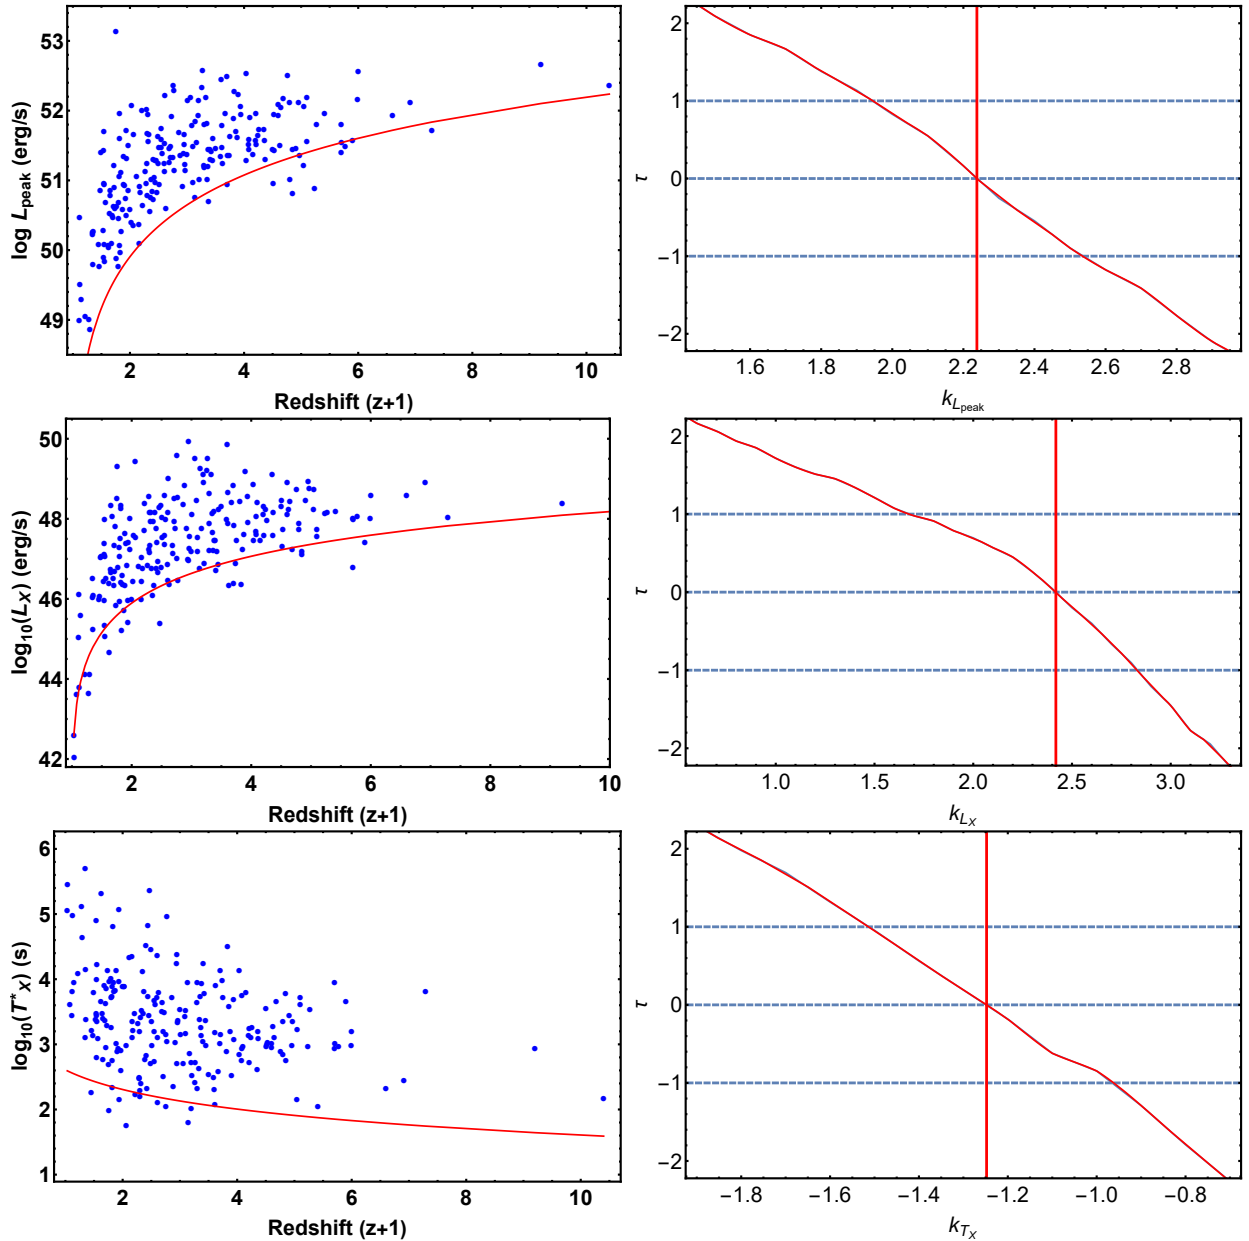 53
52
51
50
49
log L_peak (erg/s)
2 4 6 8 10
Redshift (z+1)
2
1
0
−1
−2
τ
1.6 1.8 2.0 2.2 2.4 2.6 2.8
k_L_peak
50
48
46
44
42
log₁₀(L_X) (erg/s)
2 4 6 8 10
Redshift (z+1)
2
1
0
−1
−2
τ
1.0 1.5 2.0 2.5 3.0
k_L_X
6
5
4
3
2
1
log₁₀(T*_X) (s)
2 4 6 8 10
Redshift (z+1)
2
1
0
−1
−2
τ
−1.8 −1.6 −1.4 −1.2 −1.0 −0.8
k_T_X